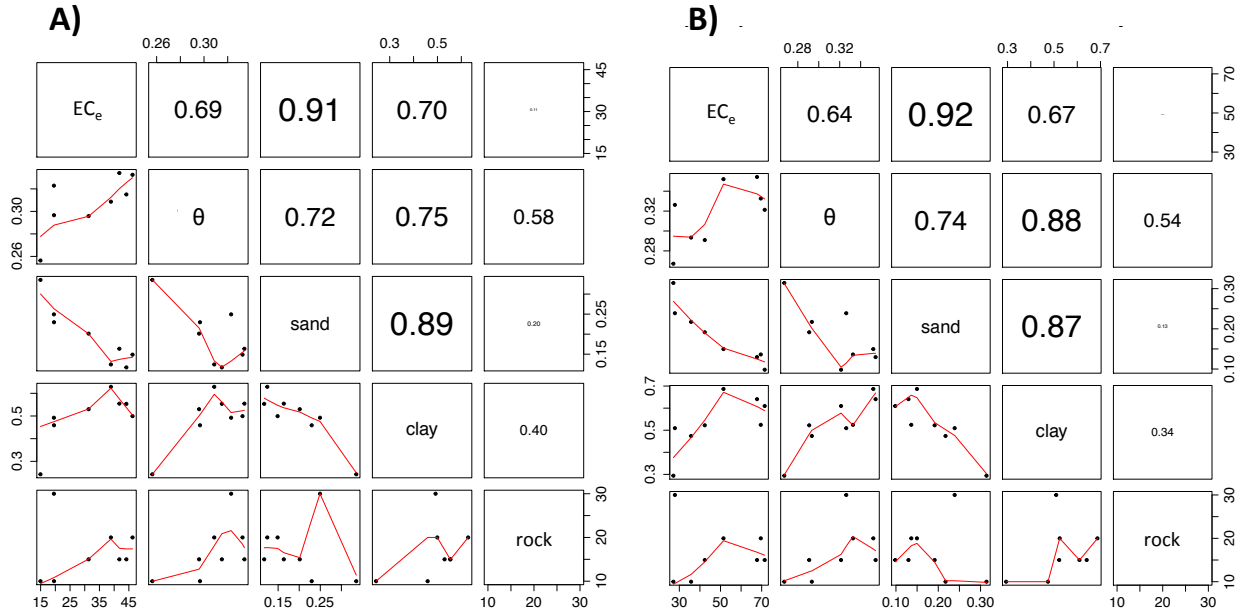 A) B)
0.26 0.30 0.3 0.5 0.28 0.32 0.3 0.5 0.7
ECe 0.69 0.91 0.70 0.11 15 30 45 ECe 0.64 0.92 0.67 30 50 70
0.26 0.30 θ 0.72 0.75 0.58 0.28 0.32 θ 0.74 0.88 0.54
sand 0.89 0.20 0.15 0.25 sand 0.87 0.13 0.10 0.20 0.30
0.3 0.5 clay 0.40 0.3 0.5 0.7 clay 0.34
rock 10 20 30 rock 10 20 30
15 25 35 45 0.15 0.25 10 20 30 30 50 70 0.10 0.20 0.30 10 20 30